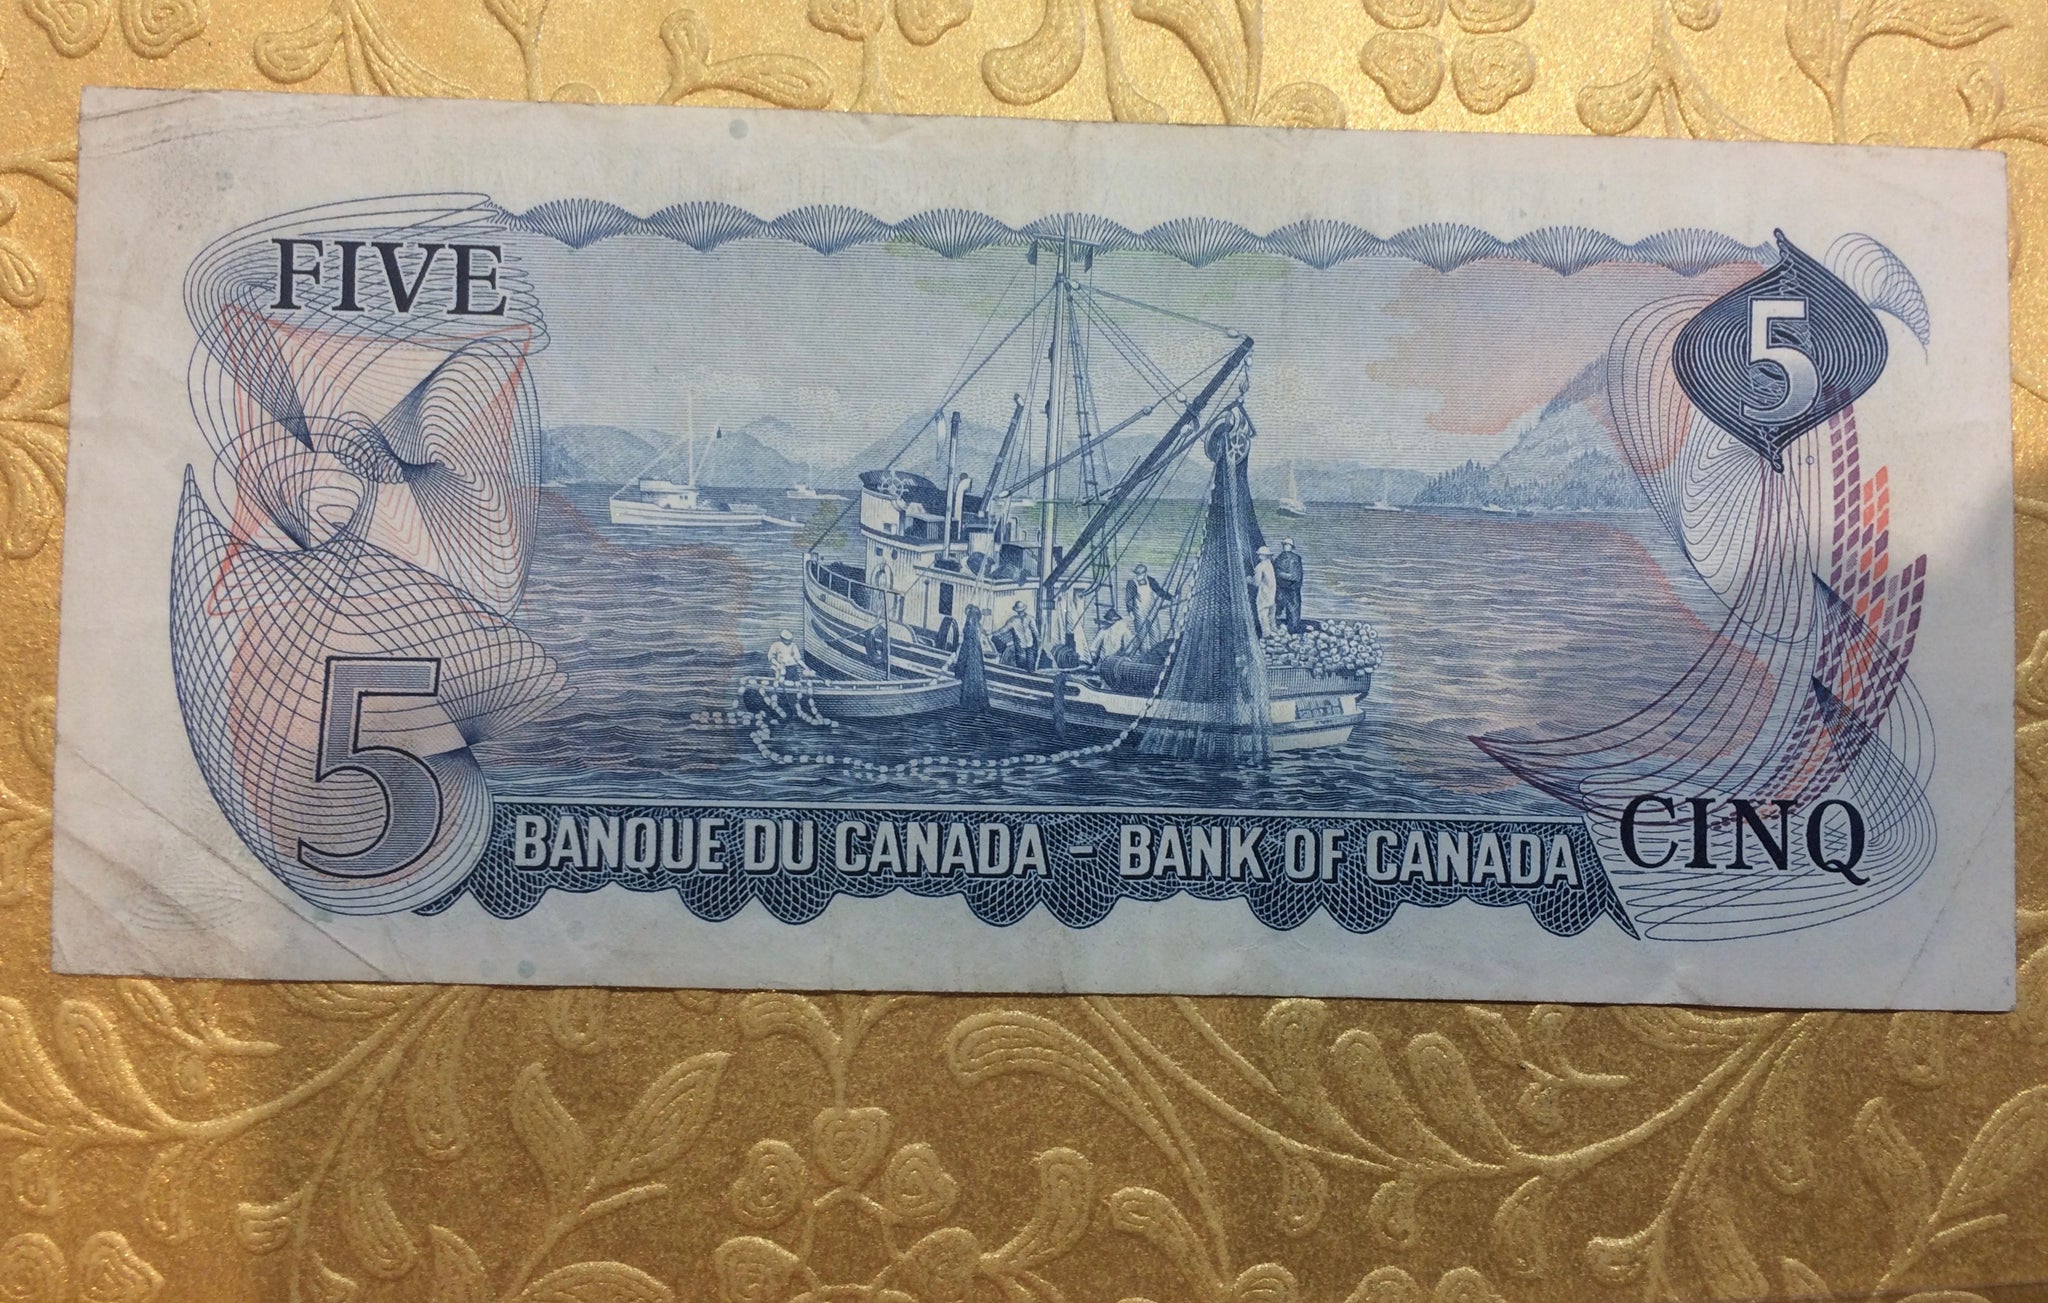 FIVE
5
5
BANQUE DU CANADA - BANK OF CANADA
CINQ